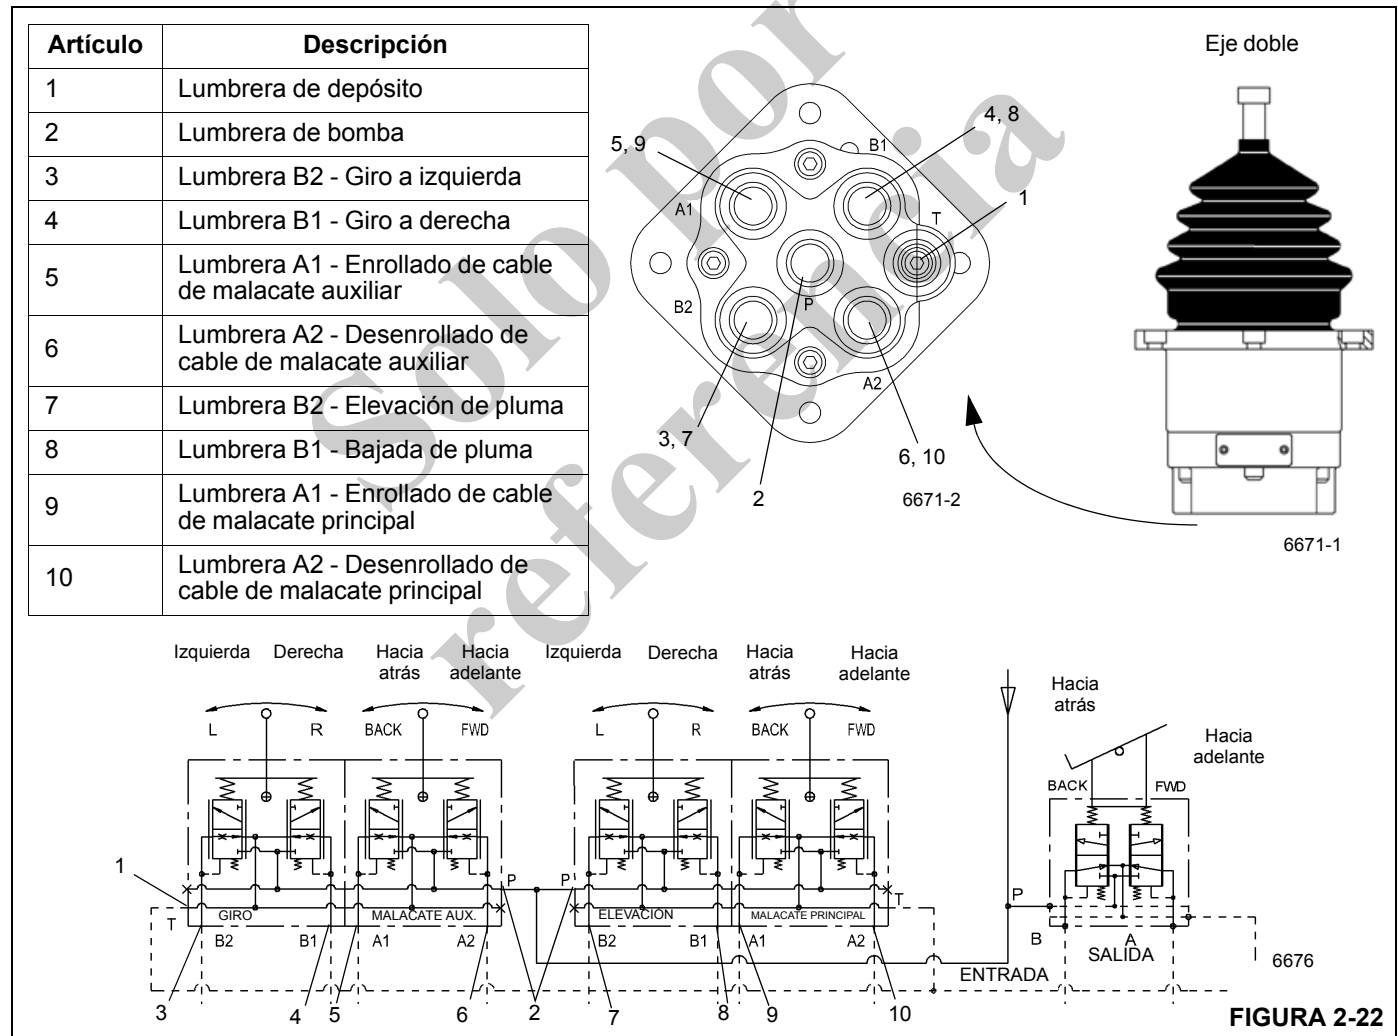 Artículo Descripción
1 Lumbrera de depósito
2 Lumbrera de bomba
3 Lumbrera B2 - Giro a izquierda
4 Lumbrera B1 - Giro a derecha
5 Lumbrera A1 - Enrollado de cable
de malacate auxiliar
6 Lumbrera A2 - Desenrollado de
cable de malacate auxiliar
7 Lumbrera B2 - Elevación de pluma
8 Lumbrera B1 - Bajada de pluma
9 Lumbrera A1 - Enrollado de cable
de malacate principal
10 Lumbrera A2 - Desenrollado de
cable de malacate principal
Solo por
referencia
Eje doble
4, 8
5, 9
B1
A1
T
1
B2
P
A2
3, 7
6, 10
2
6671-2
6671-1
Izquierda Derecha Hacia atrás Hacia adelante Izquierda Derecha Hacia atrás Hacia adelante
L R BACK FWD L R BACK FWD
Hacia atrás
Hacia adelante
BACK FWD
1
P P P
T T
GIRO MALACATE AUX. ELEVACION MALACATE PRINCIPAL
B2 B1 A1 A2 B2 B1 A1 A2
B A
SALIDA
ENTRADA
6676
3 4 5 6 2 7 8 9 10
FIGURA 2-22